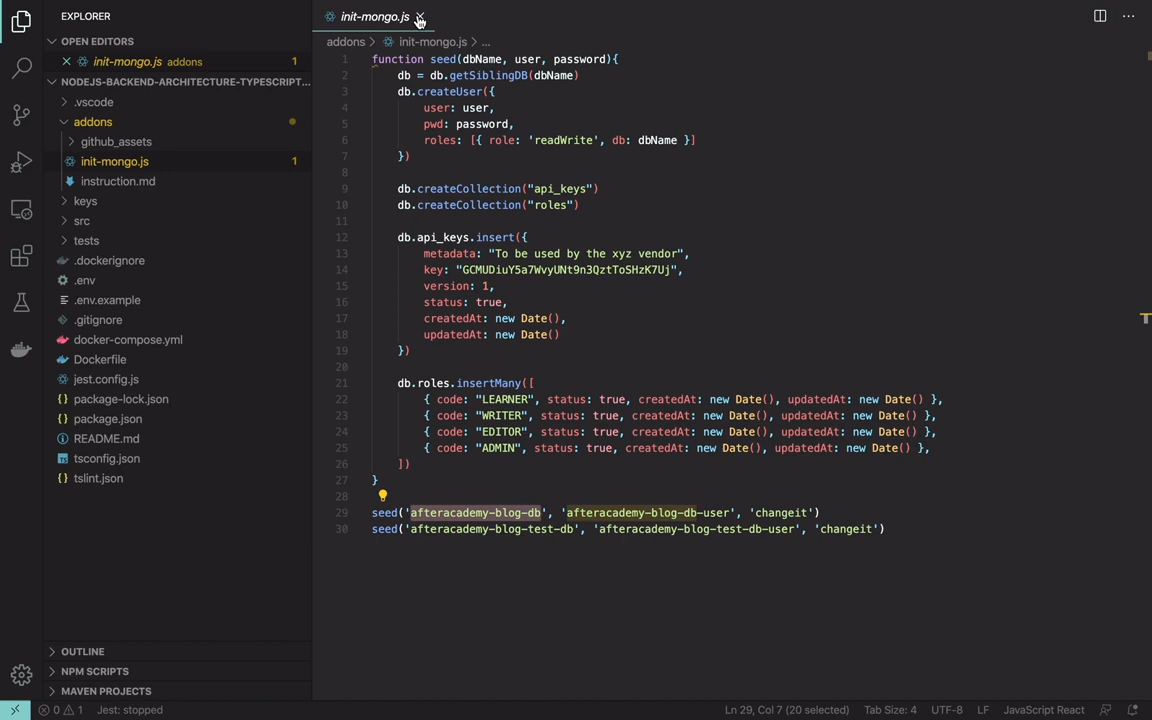 EXPLORER
OPEN EDITORS
init-mongo.js addons 1
NODEJS-BACKEND-ARCHITECTURE-TYPESCRIPT...
.vscode
addons
github_assets
init-mongo.js 1
instruction.md
keys
src
tests
.dockerignore
.env
.env.example
.gitignore
docker-compose.yml
Dockerfile
jest.config.js
package-lock.json
package.json
README.md
tsconfig.json
tslint.json
OUTLINE
NPM SCRIPTS
MAVEN PROJECTS
init-mongo.js
addons > init-mongo.js > ...
1 function seed(dbName, user, password){
2 db = db.getSiblingDB(dbName)
3 db.createUser({
4 user: user,
5 pwd: password,
6 roles: [{ role: 'readWrite', db: dbName }]
7 })
8
9 db.createCollection("api_keys")
10 db.createCollection("roles")
11
12 db.api_keys.insert({
13 metadata: "To be used by the xyz vendor",
14 key: "GCMUDiuY5a7WvyUNt9n3QztToSHzK7Uj",
15 version: 1,
16 status: true,
17 createdAt: new Date(),
18 updatedAt: new Date()
19 })
20
21 db.roles.insertMany([
22 { code: "LEARNER", status: true, createdAt: new Date(), updatedAt: new Date() },
23 { code: "WRITER", status: true, createdAt: new Date(), updatedAt: new Date() },
24 { code: "EDITOR", status: true, createdAt: new Date(), updatedAt: new Date() },
25 { code: "ADMIN", status: true, createdAt: new Date(), updatedAt: new Date() },
26 ])
27 }
28
29 seed('afteracademy-blog-db', 'afteracademy-blog-db-user', 'changeit')
30 seed('afteracademy-blog-test-db', 'afteracademy-blog-test-db-user', 'changeit')
0 1 Jest: stopped
Ln 29, Col 7 (20 selected) Tab Size: 4 UTF-8 LF JavaScript React